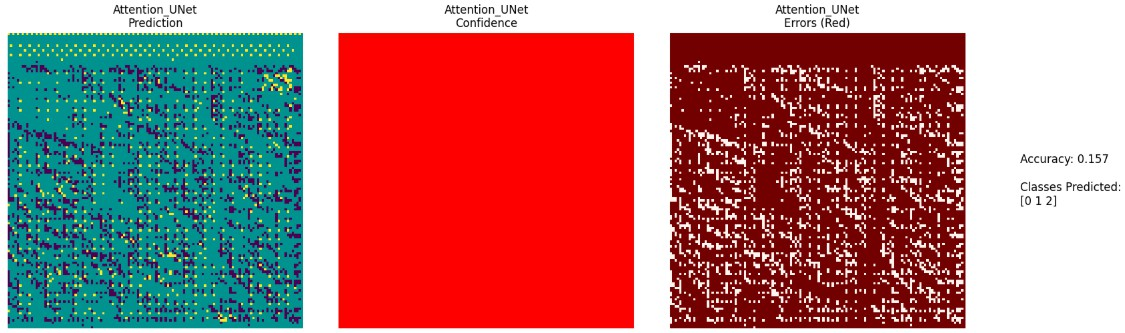 Attention_UNet
Prediction
Attention_UNet
Confidence
Attention_UNet
Errors (Red)
Accuracy: 0.157
Classes Predicted:
[0 1 2]